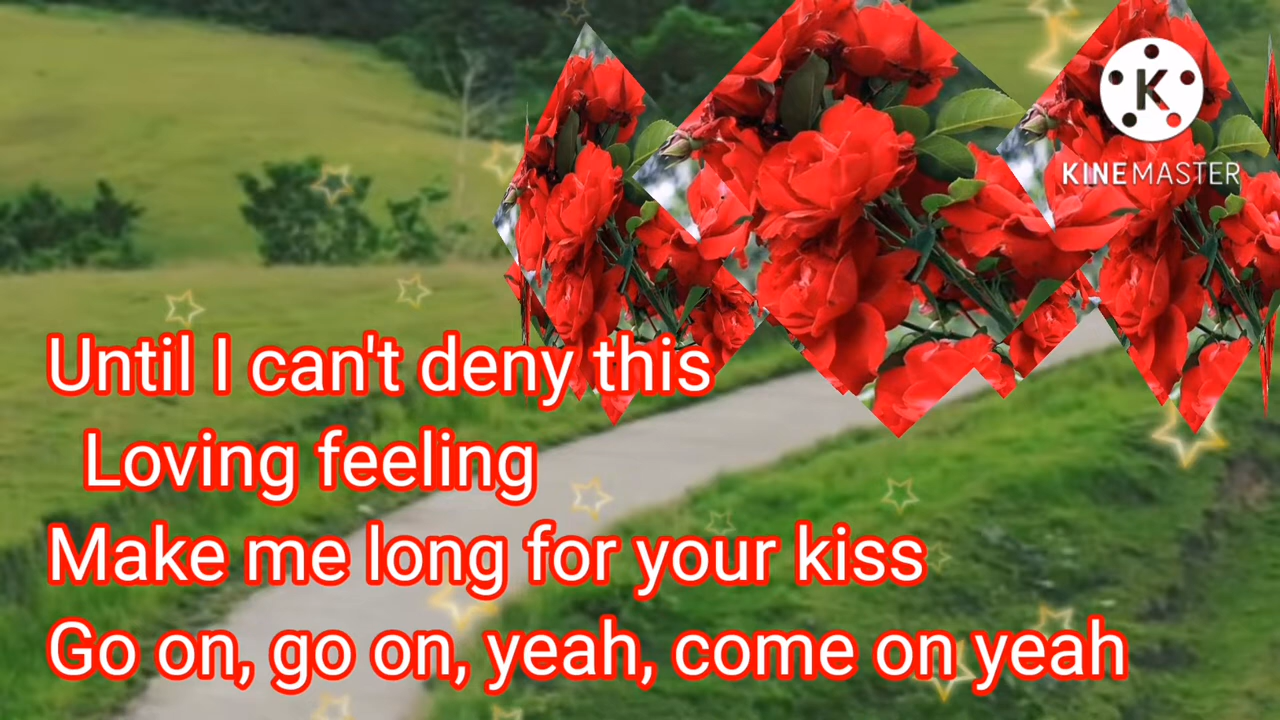 K
KINEMASTER
Until I can't deny this
Loving feeling
Make me long for your kiss
Go on, go on, yeah, come on yeah